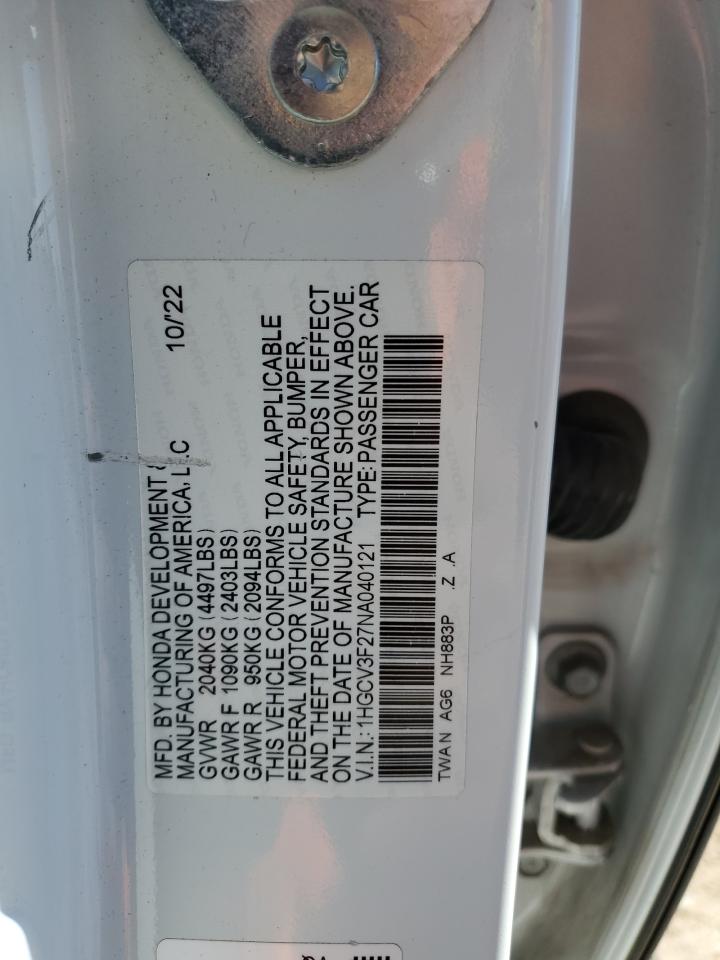 MFD. BY HONDA DEVELOPMENT & 10/'22
MANUFACTURING OF AMERICA, LLC
GVWR 2040KG (4497LBS)
GAWR F 1090KG (2403LBS)
GAWR R 950KG (2094LBS)
THIS VEHICLE CONFORMS TO ALL APPLICABLE
FEDERAL MOTOR VEHICLE SAFETY, BUMPER,
AND THEFT PREVENTION STANDARDS IN EFFECT
ON THE DATE OF MANUFACTURE SHOWN ABOVE.
V.I.N.: 1HGCV3F27NA040121 TYPE: PASSENGER CAR
TWA N AG6 NH883P .Z .A